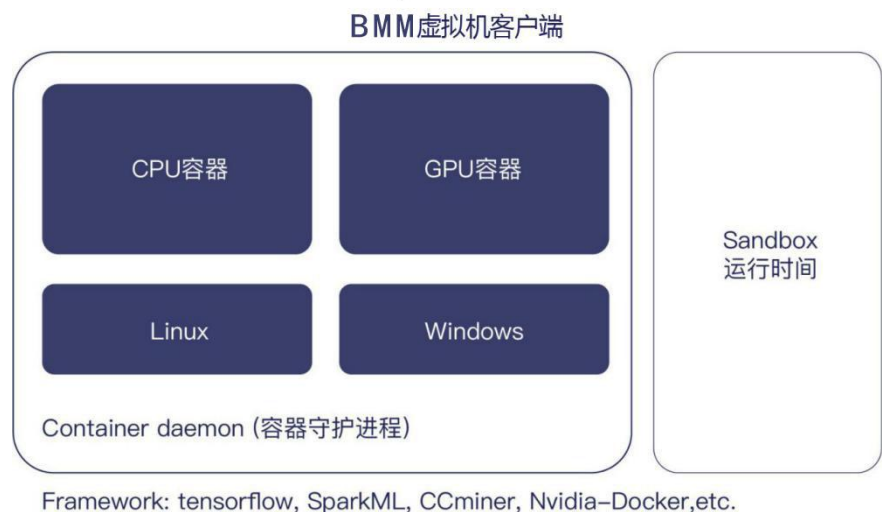 BMM虚拟机客户端
CPU容器
GPU容器
Linux
Windows
Container daemon (容器守护进程)
Sandbox
运行时间
Framework: tensorflow, SparkML, CCminer, Nvidia-Docker,etc.